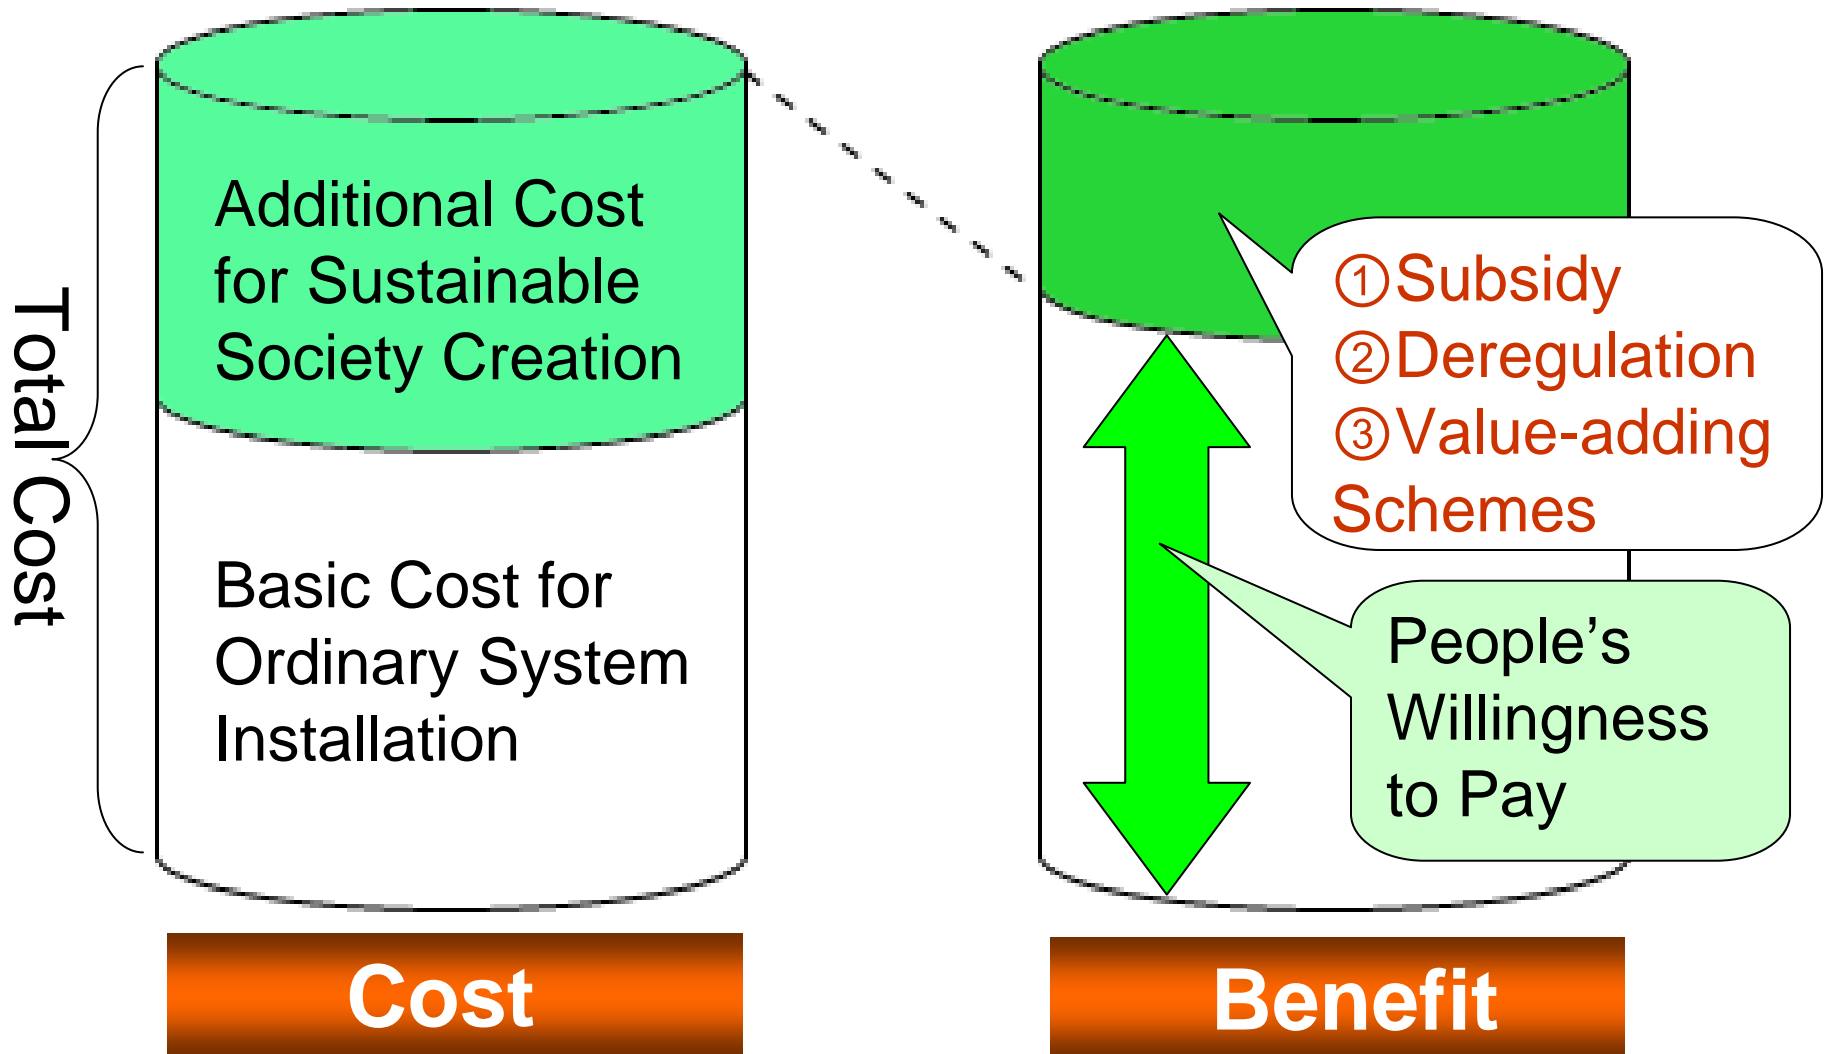 Total Cost
Additional Cost
for Sustainable
Society Creation
Basic Cost for
Ordinary System
Installation
Cost
①Subsidy
②Deregulation
③Value-adding
Schemes
People’s
Willingness
to Pay
Benefit